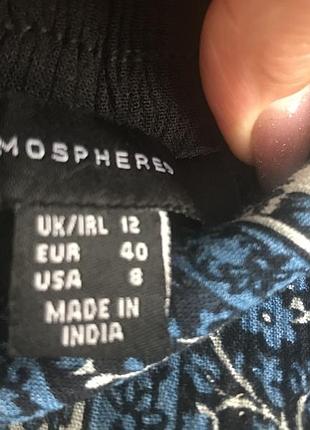 MOSPHERE
UK/IRL 12
EUR 40
USA 8
MADE IN
INDIA